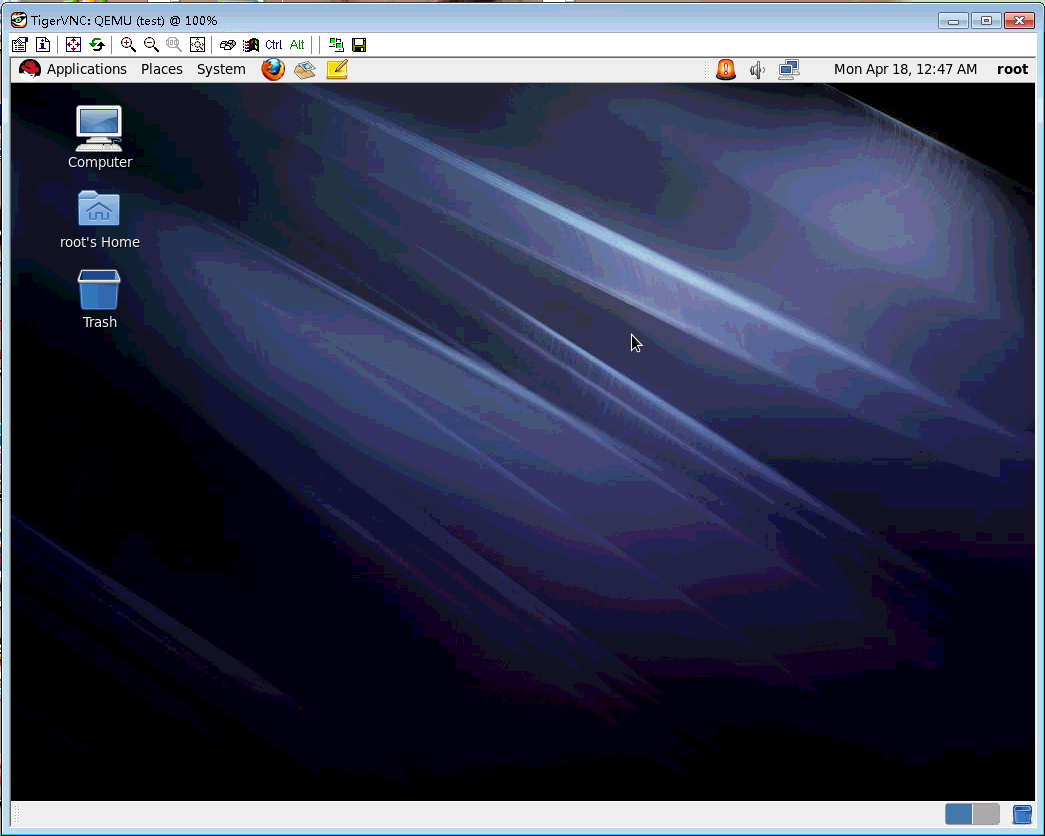 TigerVNC: QEMU (test) @ 100%
Ctrl Alt
Applications Places System Mon Apr 18, 12:47 AM root
Computer
root's Home
Trash